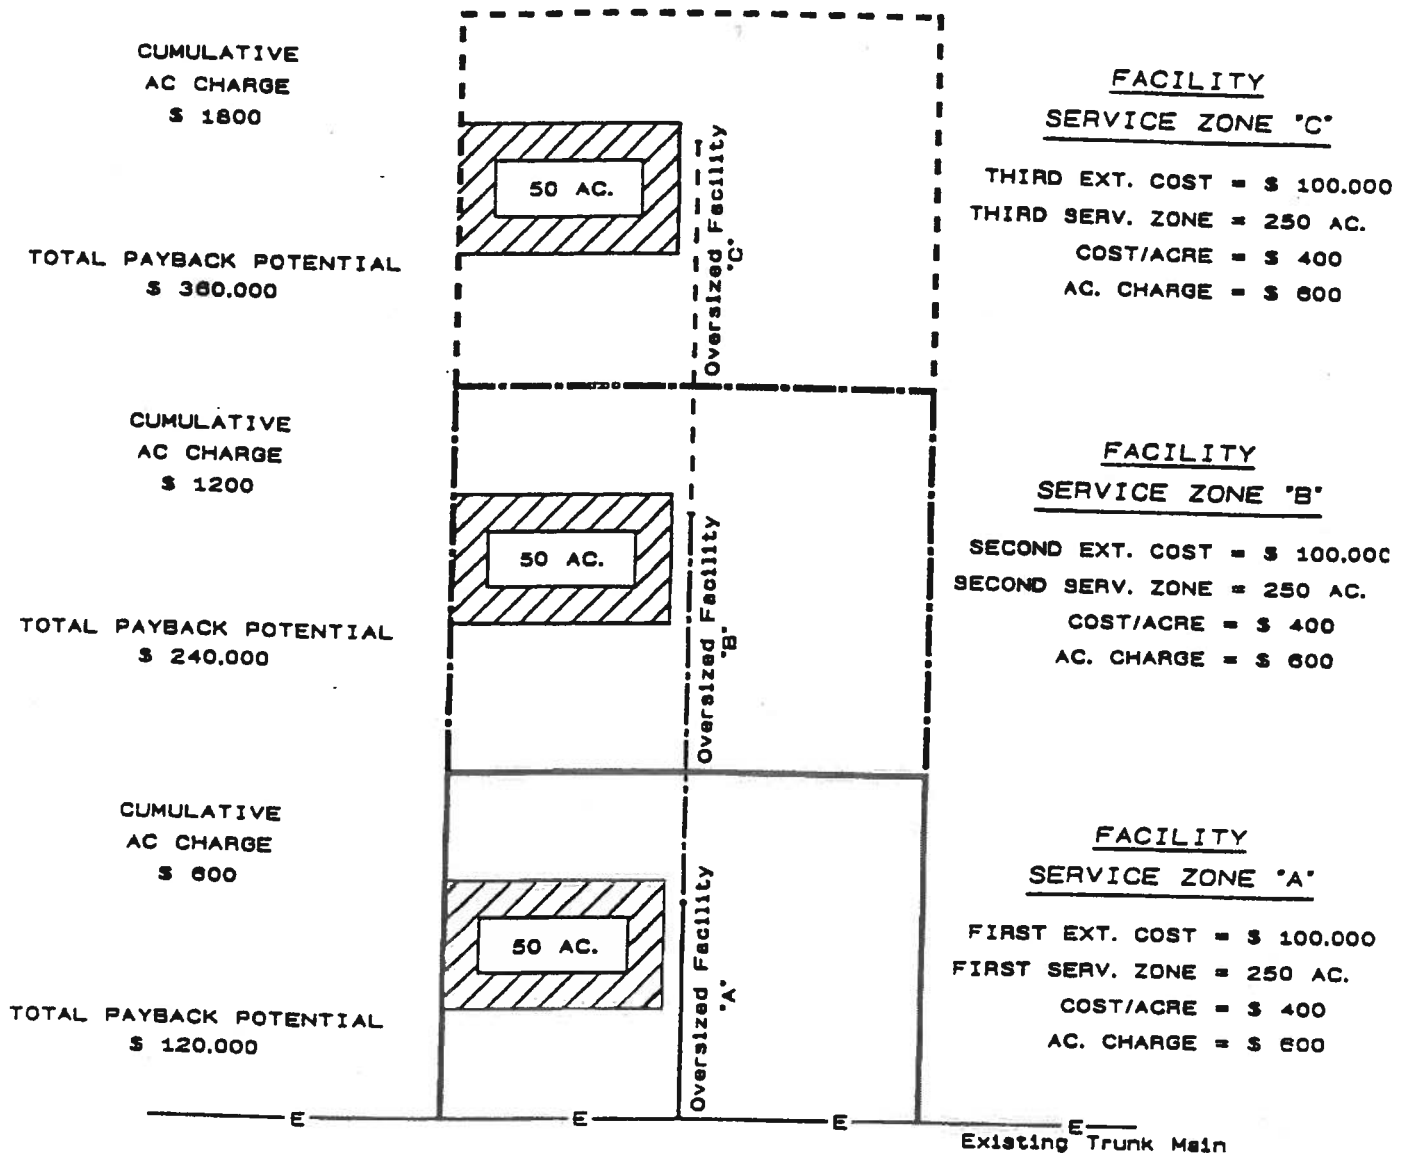 CUMULATIVE
AC CHARGE
$ 1800
TOTAL PAYBACK POTENTIAL
$ 360.000
50 AC.
Oversized Facility
"C"
FACILITY
SERVICE ZONE "C"
THIRD EXT. COST = $ 100.000
THIRD SERV. ZONE = 250 AC.
COST/ACRE = $ 400
AC. CHARGE = $ 600
CUMULATIVE
AC CHARGE
$ 1200
TOTAL PAYBACK POTENTIAL
$ 240.000
50 AC.
Oversized Facility
"B"
FACILITY
SERVICE ZONE "B"
SECOND EXT. COST = $ 100.000
SECOND SERV. ZONE = 250 AC.
COST/ACRE = $ 400
AC. CHARGE = $ 600
CUMULATIVE
AC CHARGE
$ 600
TOTAL PAYBACK POTENTIAL
$ 120.000
50 AC.
Oversized Facility
"A"
FACILITY
SERVICE ZONE "A"
FIRST EXT. COST = $ 100.000
FIRST SERV. ZONE = 250 AC.
COST/ACRE = $ 400
AC. CHARGE = $ 600
E E E E
Existing Trunk Main